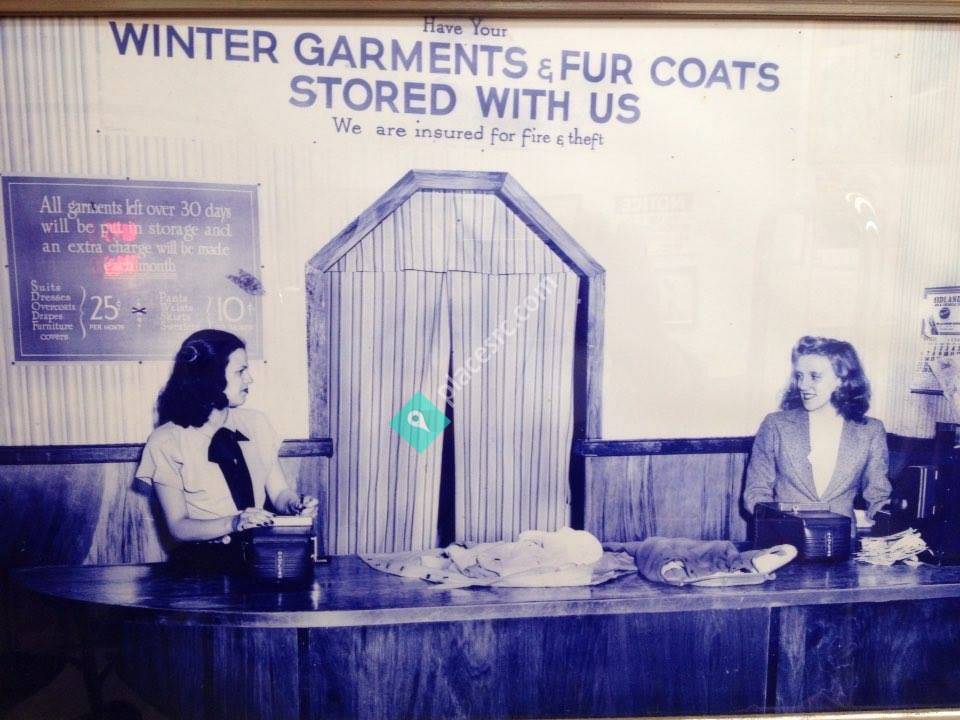 Have Your
WINTER GARMENTS & FUR COATS
STORED WITH US
We are insured for fire & theft
All garments left over 30 days
will be put in storage and
an extra charge will be made
each month
Suits
Dresses
Overcoats
Drapes
Furniture
covers
25¢
PER MONTH
Pants
Waists
Skirts
Sweaters
10¢
placesnr.com